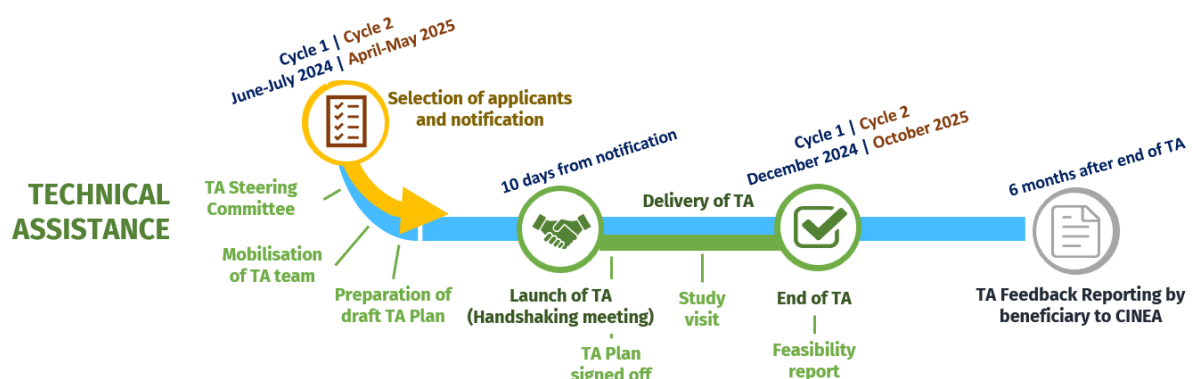 Cycle 1 | Cycle 2
June-July 2024 | April-May 2025
Selection of applicants
and notification
TECHNICAL
ASSISTANCE
TA Steering
Committee
Mobilisation
of TA team
Preparation of
draft TA Plan
10 days from notification
Launch of TA
(Handshaking meeting)
TA Plan
signed off
Delivery of TA
Study
visit
Cycle 1 | Cycle 2
December 2024 | October 2025
End of TA
Feasibility
report
6 months after end of TA
TA Feedback Reporting by
beneficiary to CINEA